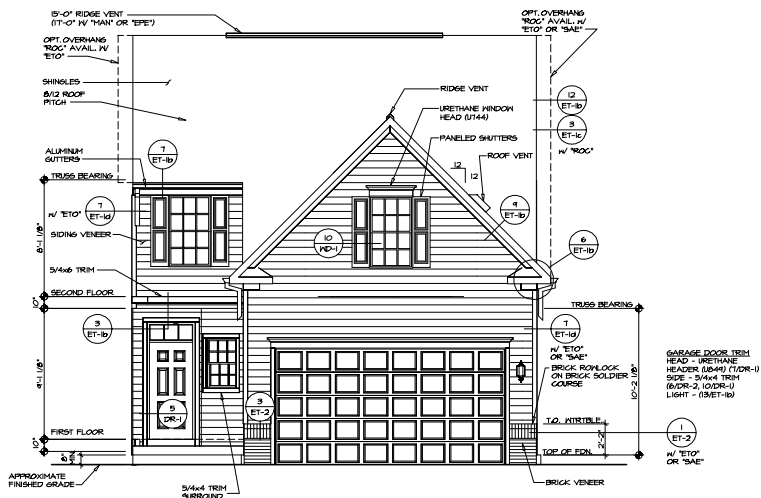 15'-0" RIDGE VENT
(17'-0" W/ "MAN" OR "EPE")
OPT. OVERHANG
"ROC" AVAIL. W/
"ETO"
OPT. OVERHANG
"ROC" AVAIL. W/
"ETO" OR "SAE"
SHINGLES
8/12 ROOF
PITCH
RIDGE VENT
URETHANE WINDOW
HEAD (U744)
PANELED SHUTTERS
12
ET-1b
3
ET-1c
W/ "ROC"
ALUMINUM
GUTTERS
7
ET-1b
12
12
ROOF VENT
TRUSS BEARING
7
ET-1d
W/ "ETO"
9
ET-1b
SIDING VENEER
10
WD-1
6
ET-1b
8'-1 1/8"
5/4x6 TRIM
SECOND FLOOR
10"
TRUSS BEARING
3
ET-1b
7
ET-1d
W/ "ETO"
OR "SAE"
GARAGE DOOR TRIM
HEAD - URETHANE
HEADER (U849) (7/DR-1)
SIDE - 5/4x4 TRIM
(6/DR-2, 10/DR-1)
LIGHT - (13/ET-1b)
BRICK ROWLOCK
ON BRICK SOLDIER
COURSE
9'-1 1/8"
10'-2 1/8"
5
DR-1
3
ET-2
T.O. WTRTBLE.
1
ET-2
2'-2"
FIRST FLOOR
10"
TOP OF FDN.
W/ "ETO"
OR "SAE"
8"
MIN.
APPROXIMATE
FINISHED GRADE
5/4x4 TRIM
SURROUND
BRICK VENEER